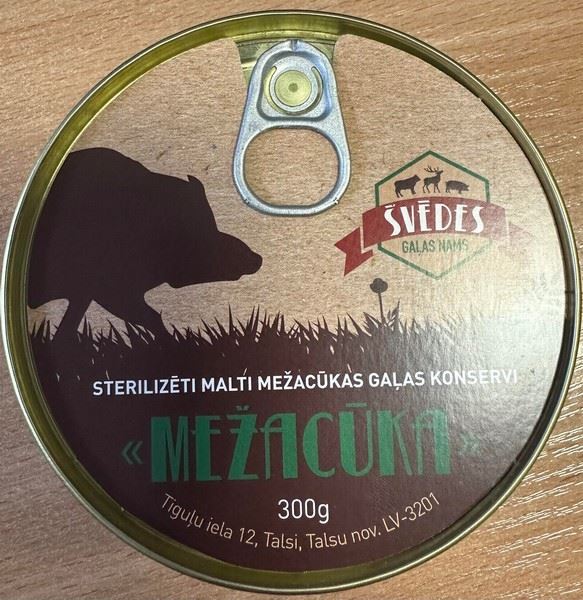 ŠVĒDES
GAĻAS NAMS
STERILIZĒTI MALTI MEŽACŪKAS GAĻAS KONSERVI
«MEŽACŪKA»
300g
Tiguļu iela 12, Talsi, Talsu nov. LV-3201